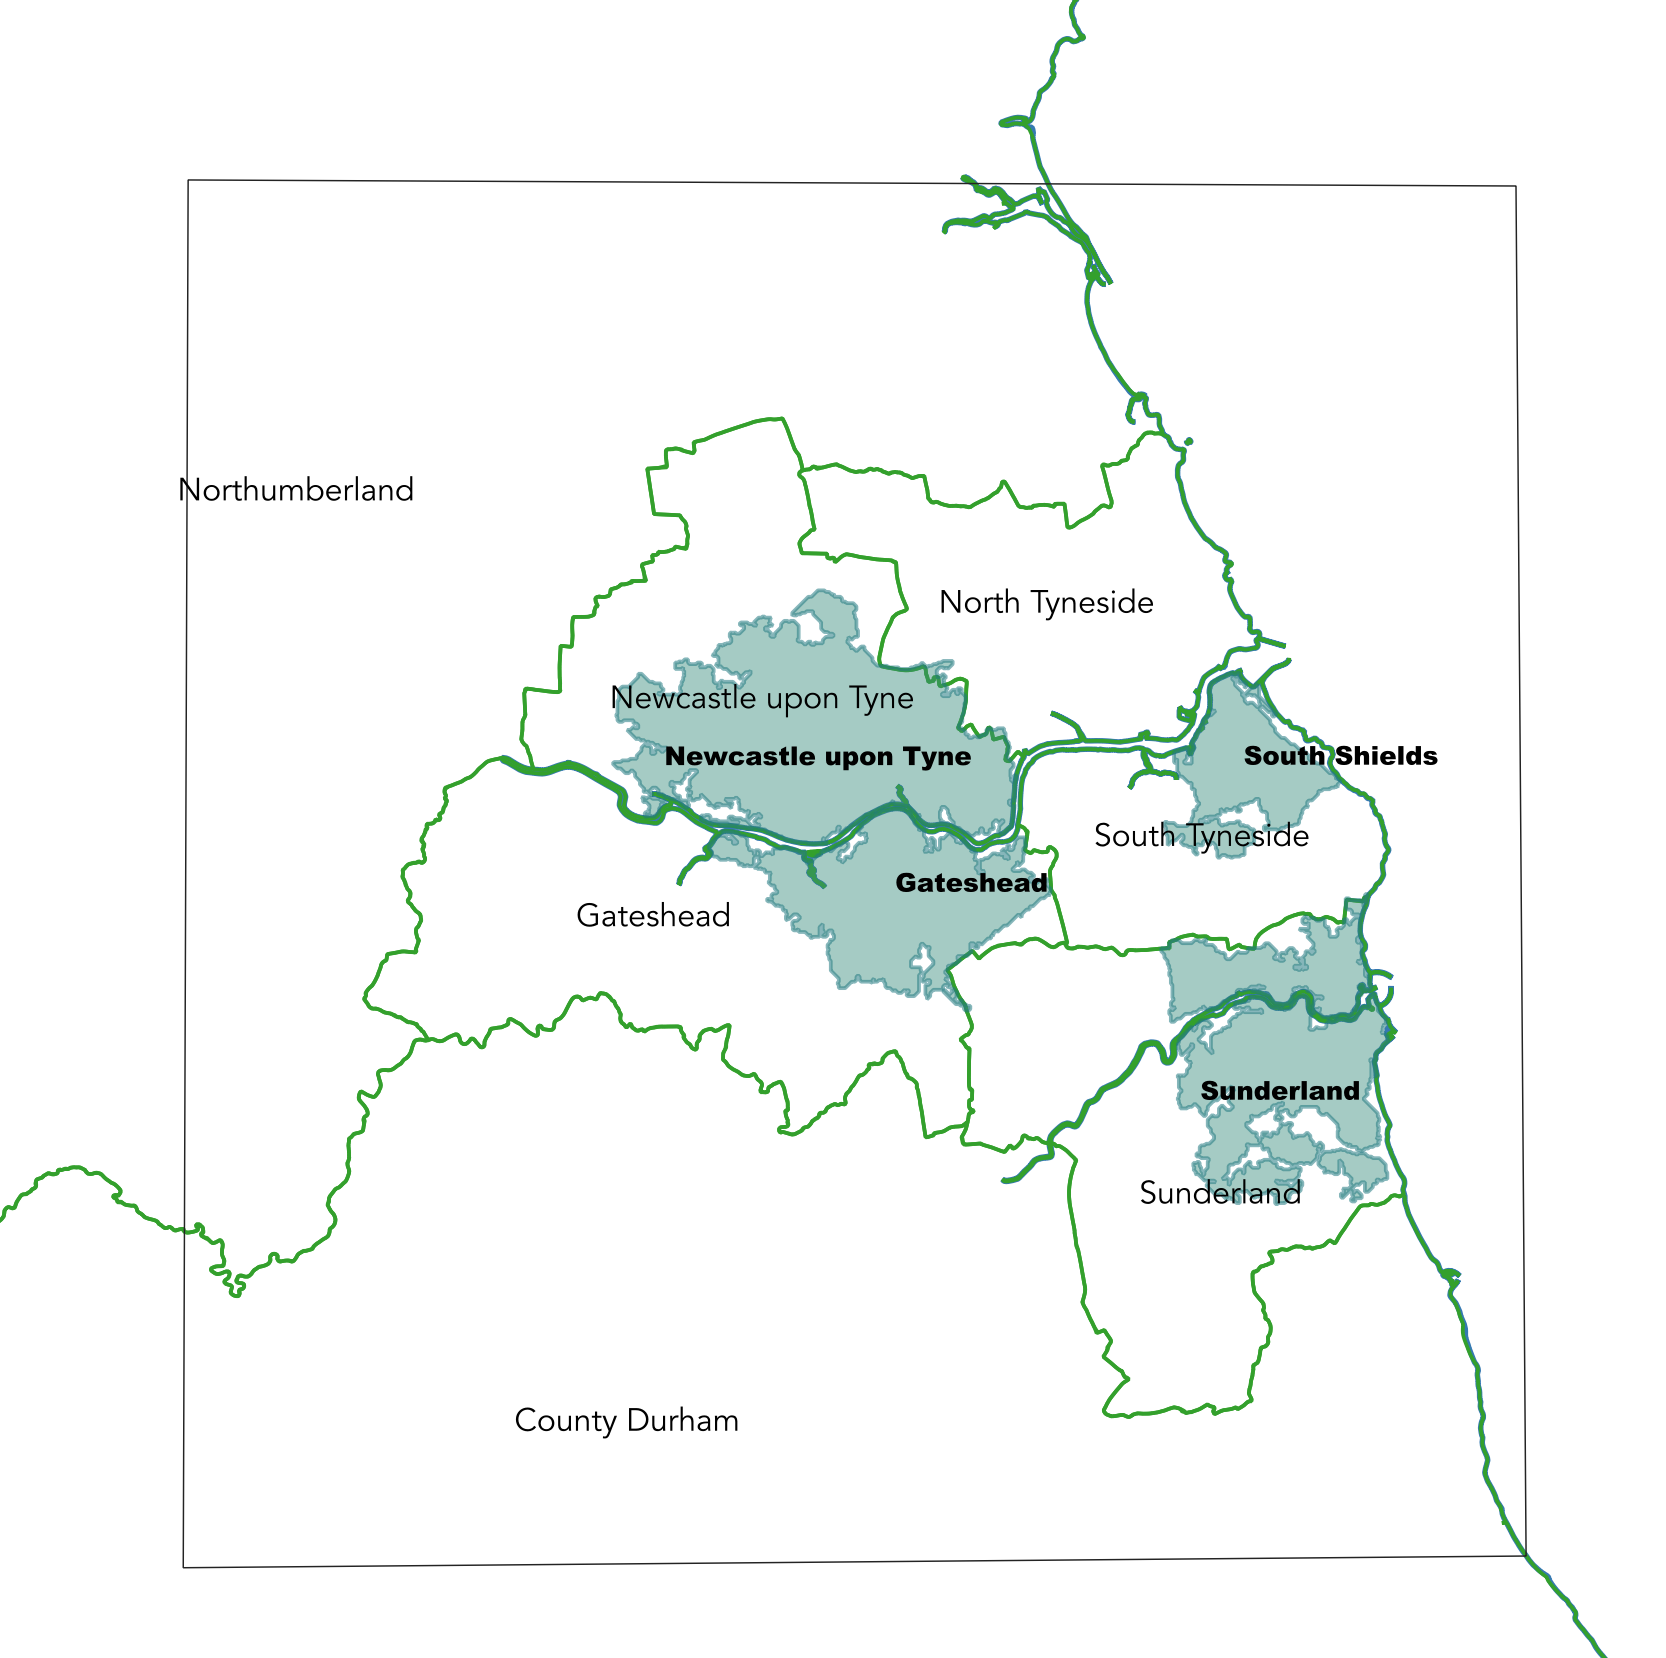 Northumberland
North Tyneside
Newcastle upon Tyne
Newcastle upon Tyne
South Shields
South Tyneside
Gateshead
Gateshead
Sunderland
Sunderland
County Durham